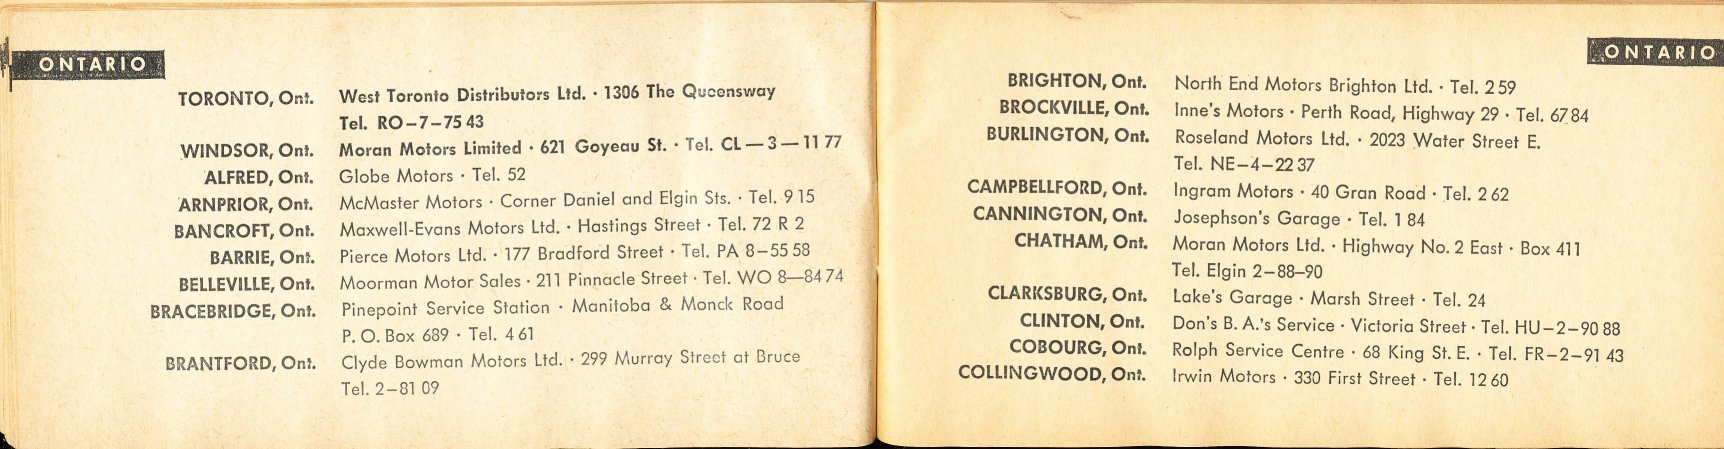 ONTARIO
TORONTO, Ont. West Toronto Distributors Ltd. · 1306 The Queensway
Tel. RO–7–75 43
WINDSOR, Ont. Moran Motors Limited · 621 Goyeau St. · Tel. CL — 3 — 11 77
ALFRED, Ont. Globe Motors · Tel. 52
ARNPRIOR, Ont. McMaster Motors · Corner Daniel and Elgin Sts. · Tel. 9 15
BANCROFT, Ont. Maxwell-Evans Motors Ltd. · Hastings Street · Tel. 72 R 2
BARRIE, Ont. Pierce Motors Ltd. · 177 Bradford Street · Tel. PA 8–55 58
BELLEVILLE, Ont. Moorman Motor Sales · 211 Pinnacle Street · Tel. WO 8—84 74
BRACEBRIDGE, Ont. Pinepoint Service Station · Manitoba & Monck Road
P. O. Box 689 · Tel. 4 61
BRANTFORD, Ont. Clyde Bowman Motors Ltd. · 299 Murray Street at Bruce
Tel. 2–81 09
ONTARIO
BRIGHTON, Ont. North End Motors Brighton Ltd. · Tel. 2 59
BROCKVILLE, Ont. Inne's Motors · Perth Road, Highway 29 · Tel. 67 84
BURLINGTON, Ont. Roseland Motors Ltd. · 2023 Water Street E.
Tel. NE–4–22 37
CAMPBELLFORD, Ont. Ingram Motors · 40 Gran Road · Tel. 2 62
CANNINGTON, Ont. Josephson's Garage · Tel. 1 84
CHATHAM, Ont. Moran Motors Ltd. · Highway No. 2 East · Box 411
Tel. Elgin 2–88–90
CLARKSBURG, Ont. Lake's Garage · Marsh Street · Tel. 24
CLINTON, Ont. Don's B. A.'s Service · Victoria Street · Tel. HU–2–90 88
COBOURG, Ont. Rolph Service Centre · 68 King St. E. · Tel. FR–2–91 43
COLLINGWOOD, Ont. Irwin Motors · 330 First Street · Tel. 12 60